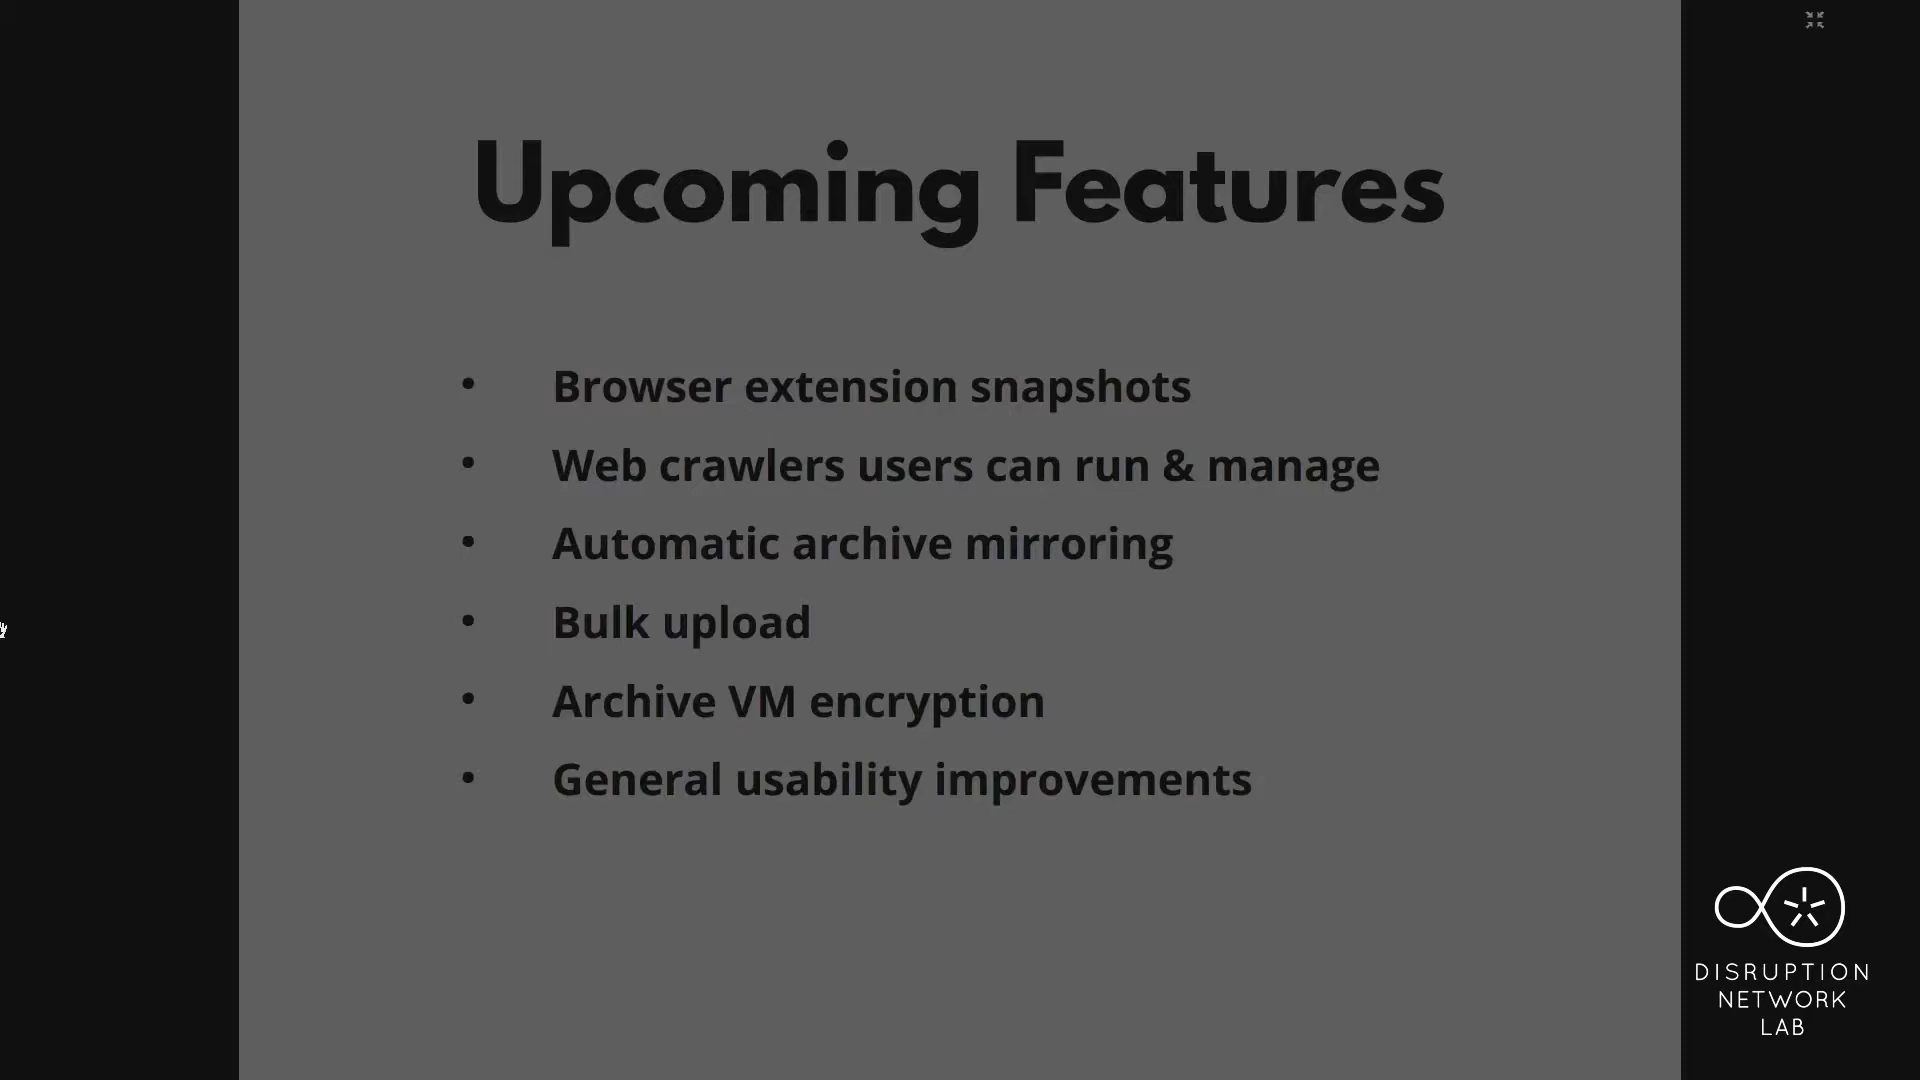 Upcoming Features
• Browser extension snapshots
• Web crawlers users can run & manage
• Automatic archive mirroring
• Bulk upload
• Archive VM encryption
• General usability improvements
DISRUPTION
NETWORK
LAB